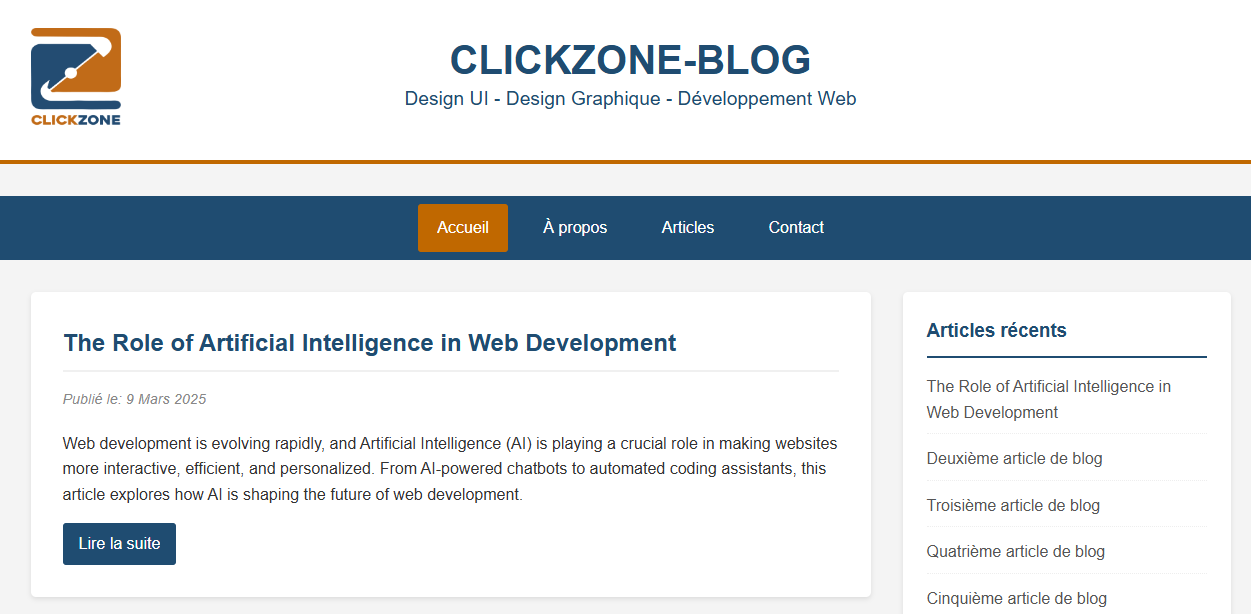 CLICKZONE
CLICKZONE-BLOG
Design UI - Design Graphique - Développement Web
Accueil
À propos
Articles
Contact
The Role of Artificial Intelligence in Web Development
Publié le: 9 Mars 2025
Web development is evolving rapidly, and Artificial Intelligence (AI) is playing a crucial role in making websites
more interactive, efficient, and personalized. From AI-powered chatbots to automated coding assistants, this
article explores how AI is shaping the future of web development.
Lire la suite
Articles récents
The Role of Artificial Intelligence in
Web Development
Deuxième article de blog
Troisième article de blog
Quatrième article de blog
Cinquième article de blog